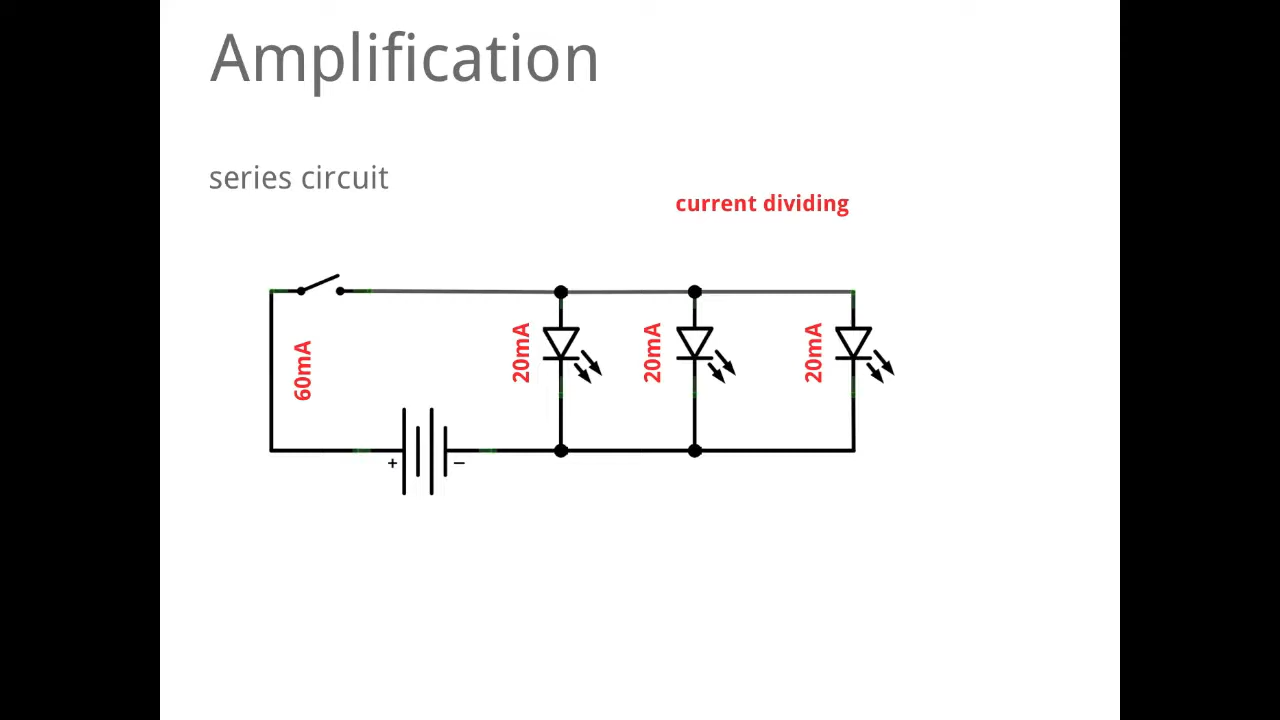 Amplification
series circuit
current dividing
60mA
20mA
20mA
20mA
+
−